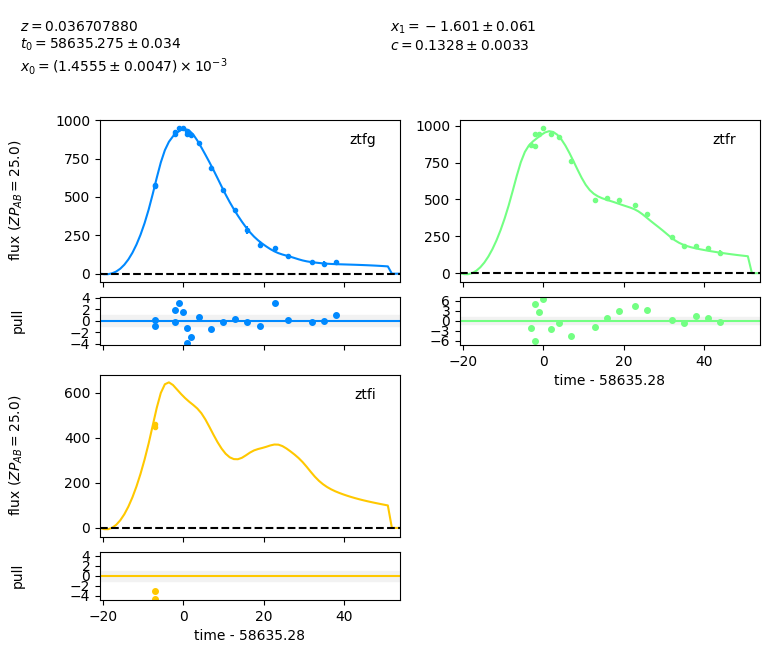 z = 0.036707880
t₀ = 58635.275 ± 0.034
x₀ = (1.4555 ± 0.0047) × 10⁻³
x₁ = −1.601 ± 0.061
c = 0.1328 ± 0.0033
flux (ZP_AB = 25.0)
1000
750
500
250
0
ztfg
pull
4
2
0
−2
−4
1000
750
500
250
0
ztfr
6
3
0
−3
−6
−20
0
20
40
time - 58635.28
flux (ZP_AB = 25.0)
600
400
200
0
ztfi
pull
4
2
0
−2
−4
−20
0
20
40
time - 58635.28